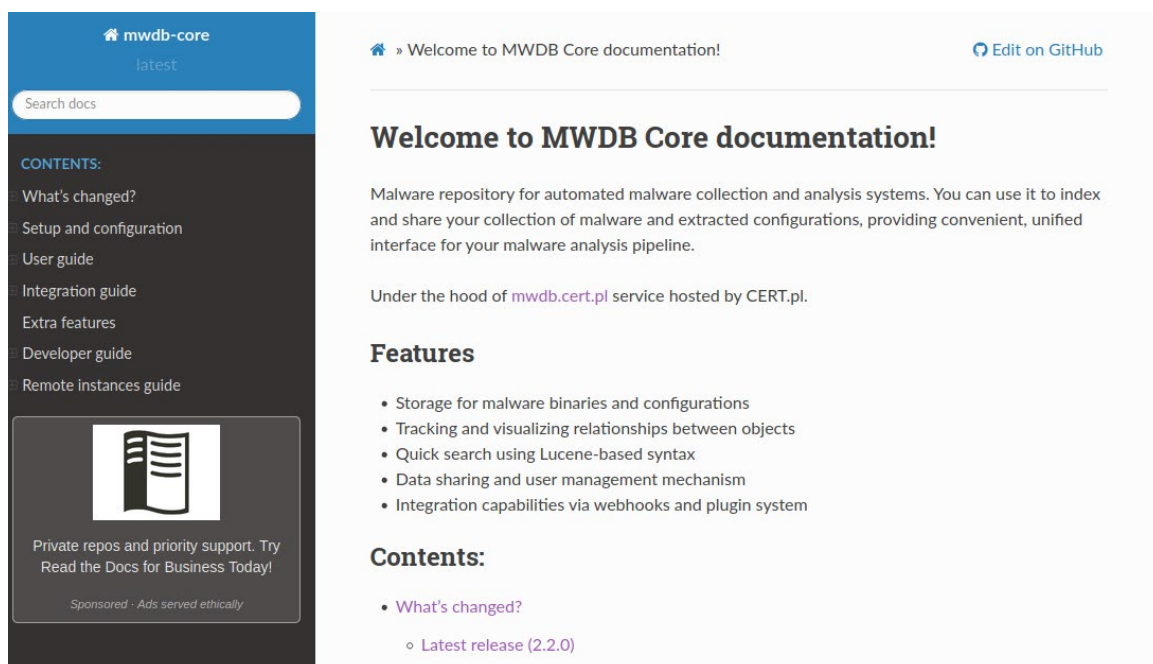 mwdb-core
latest
Search docs
CONTENTS:
What's changed?
Setup and configuration
User guide
Integration guide
Extra features
Developer guide
Remote instances guide
Private repos and priority support. Try
Read the Docs for Business Today!
Sponsored · Ads served ethically
» Welcome to MWDB Core documentation!
Edit on GitHub
Welcome to MWDB Core documentation!
Malware repository for automated malware collection and analysis systems. You can use it to index
and share your collection of malware and extracted configurations, providing convenient, unified
interface for your malware analysis pipeline.
Under the hood of mwdb.cert.pl service hosted by CERT.pl.
Features
• Storage for malware binaries and configurations
• Tracking and visualizing relationships between objects
• Quick search using Lucene-based syntax
• Data sharing and user management mechanism
• Integration capabilities via webhooks and plugin system
Contents:
• What's changed?
◦ Latest release (2.2.0)